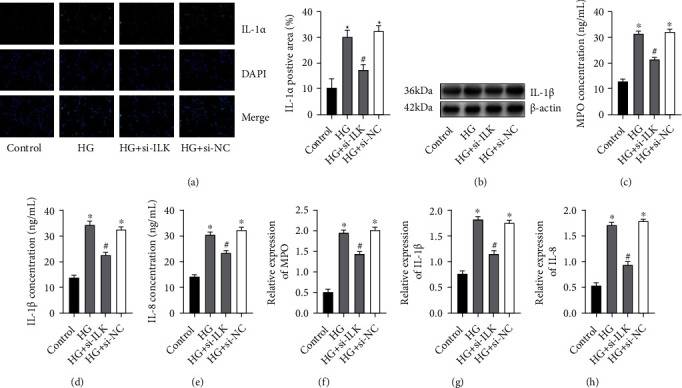 IL-1α
DAPI
Merge
Control HG HG+si-ILK HG+si-NC
IL-1α postive area (%)
40
30
20
10
0
* # *
Control HG HG+si-ILK HG+si-NC
(a)
36kDa IL-1β
42kDa β-actin
Control HG HG+si-ILK HG+si-NC
(b)
MPO concentration (ng/mL)
40
30
20
10
0
* # *
Control HG HG+si-ILK HG+si-NC
(c)
IL-1β concentration (ng/mL)
40
30
20
10
0
* # *
Control HG HG+si-ILK HG+si-NC
(d)
IL-8 concentration (ng/mL)
40
30
20
10
0
* # *
Control HG HG+si-ILK HG+si-NC
(e)
Relative expression
of MPO
2.5
2.0
1.5
1.0
0.5
0.0
* # *
Control HG HG+si-ILK HG+si-NC
(f)
Relative expression
of IL-1β
2.0
1.5
1.0
0.5
0.0
* # *
Control HG HG+si-ILK HG+si-NC
(g)
Relative expression
of IL-8
2.0
1.5
1.0
0.5
0.0
* # *
Control HG HG+si-ILK HG+si-NC
(h)